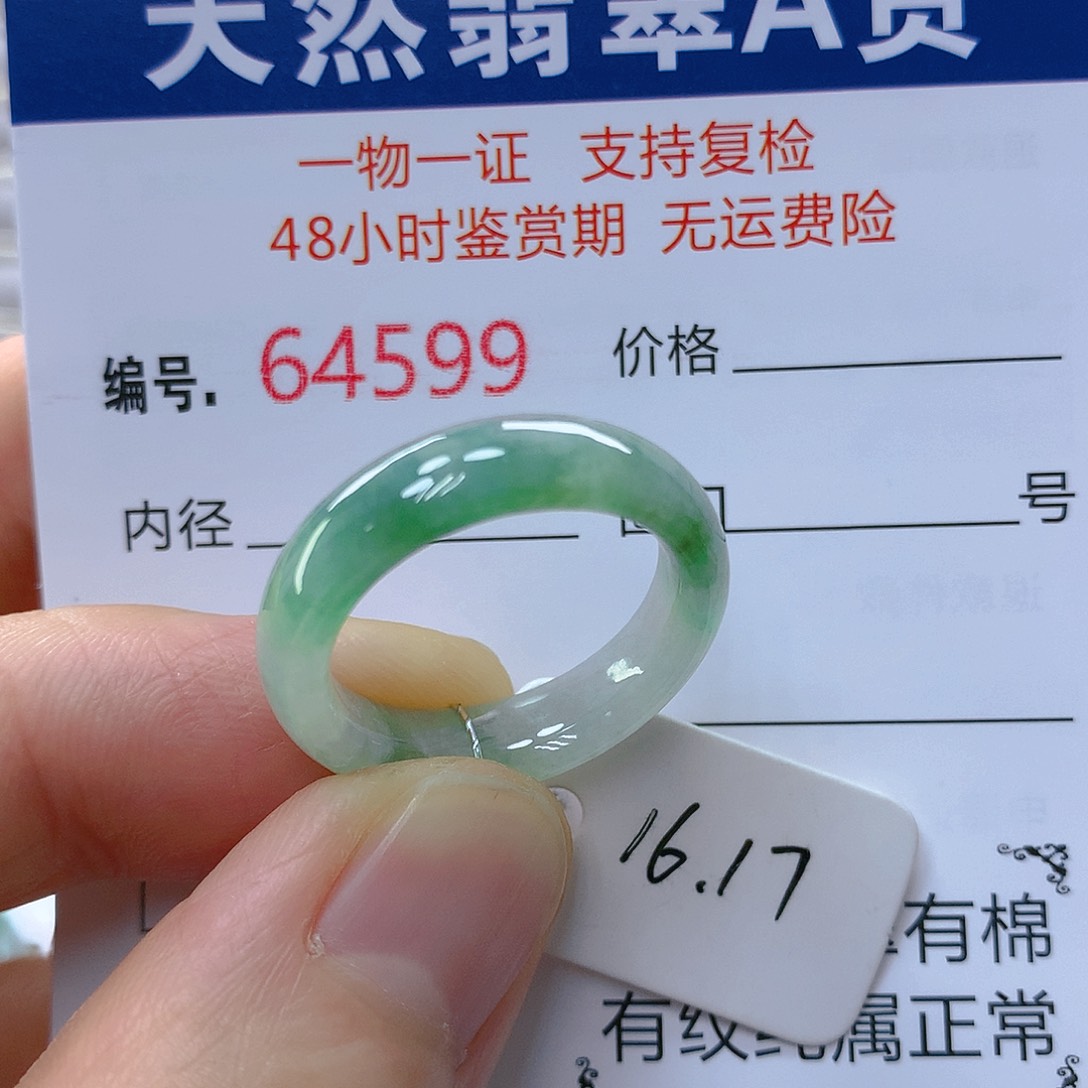 天然翡翠A货
一物一证 支持复检
48小时鉴赏期 无运费险
编号. 64599 价格
内径 号
16.17
有棉
有纹 属正常